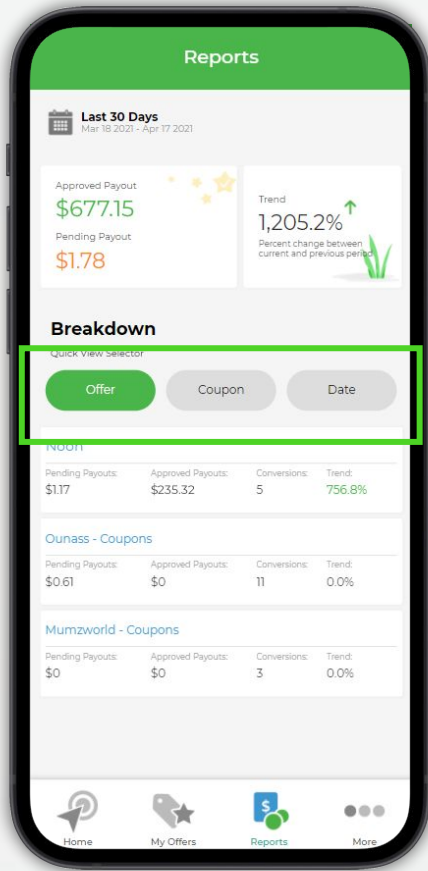 Reports
Last 30 Days
Mar 18 2021 - Apr 17 2021
Approved Payout
$677.15
Pending Payout
$1.78
Trend
1,205.2%
Percent change between
current and previous period
Breakdown
Quick View Selector
Offer Coupon Date
Noon
Pending Payouts: Approved Payouts: Conversions: Trend:
$1.17 $235.32 5 756.8%
Ounass - Coupons
Pending Payouts: Approved Payouts: Conversions: Trend:
$0.61 $0 11 0.0%
Mumzworld - Coupons
Pending Payouts: Approved Payouts: Conversions: Trend:
$0 $0 3 0.0%
$
Home My Offers Reports More